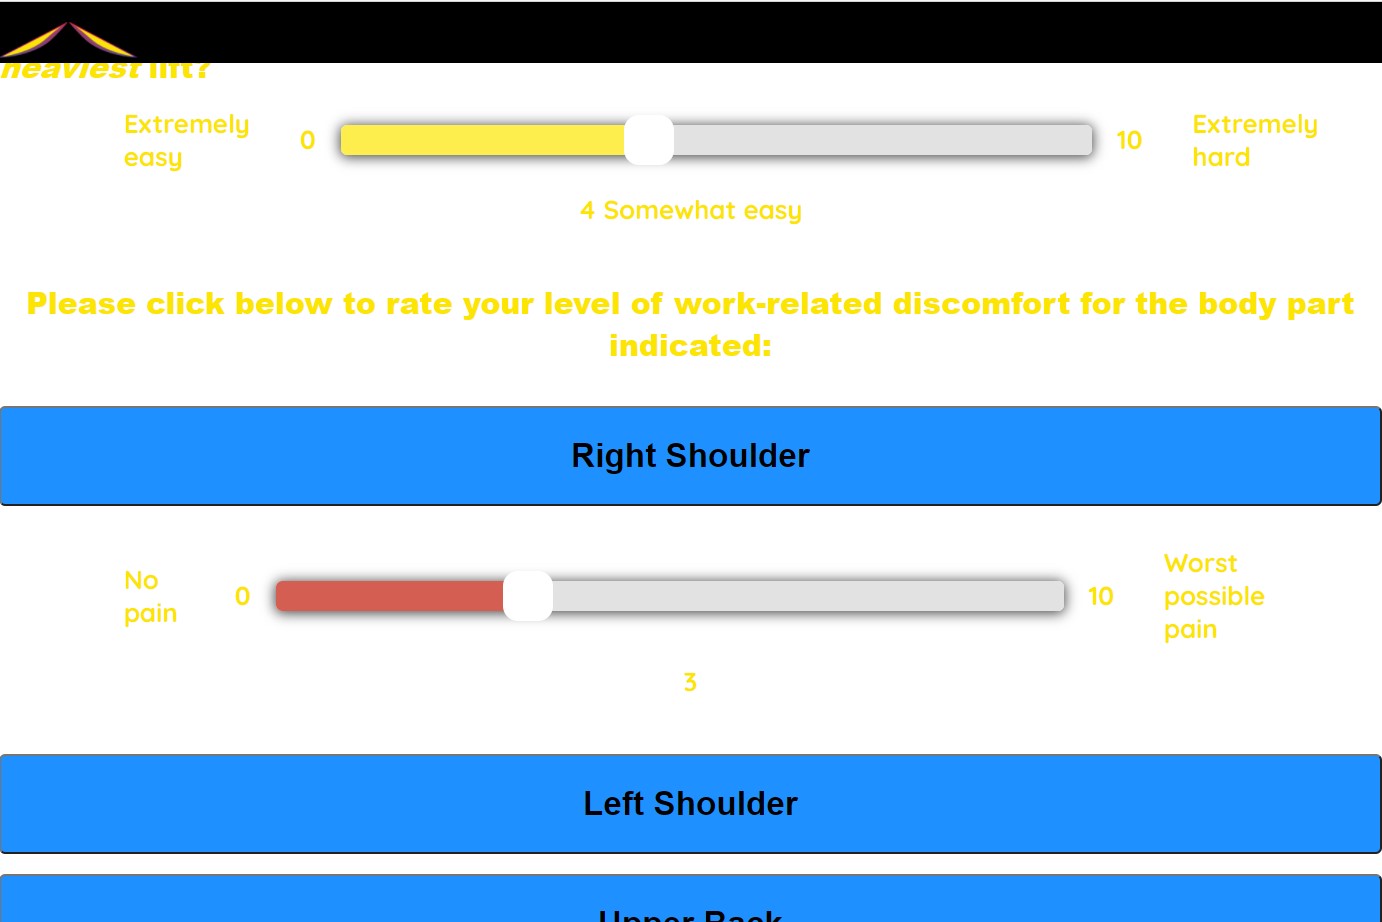 heaviest lift?
Extremely
easy
0
10
Extremely
hard
4 Somewhat easy
Please click below to rate your level of work-related discomfort for the body part
indicated:
Right Shoulder
No
pain
0
10
Worst
possible
pain
3
Left Shoulder
Upper Back